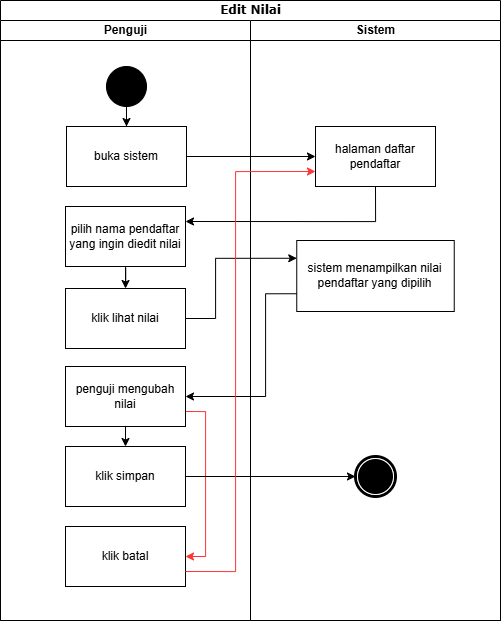 Edit Nilai
Penguji
Sistem
buka sistem
halaman daftar
pendaftar
pilih nama pendaftar
yang ingin diedit nilai
sistem menampilkan nilai
pendaftar yang dipilih
klik lihat nilai
penguji mengubah
nilai
klik simpan
klik batal